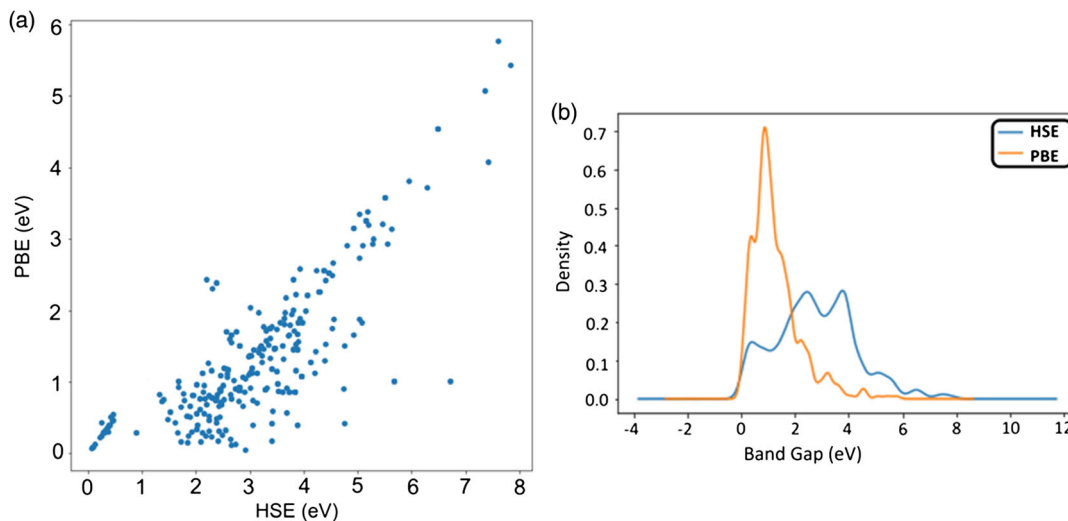 (a)
6
5
4
3
2
1
0
PBE (eV)
0 1 2 3 4 5 6 7 8
HSE (eV)
(b)
HSE
PBE
0.7
0.6
0.5
0.4
0.3
0.2
0.1
0.0
Density
-4 -2 0 2 4 6 8 10 12
Band Gap (eV)